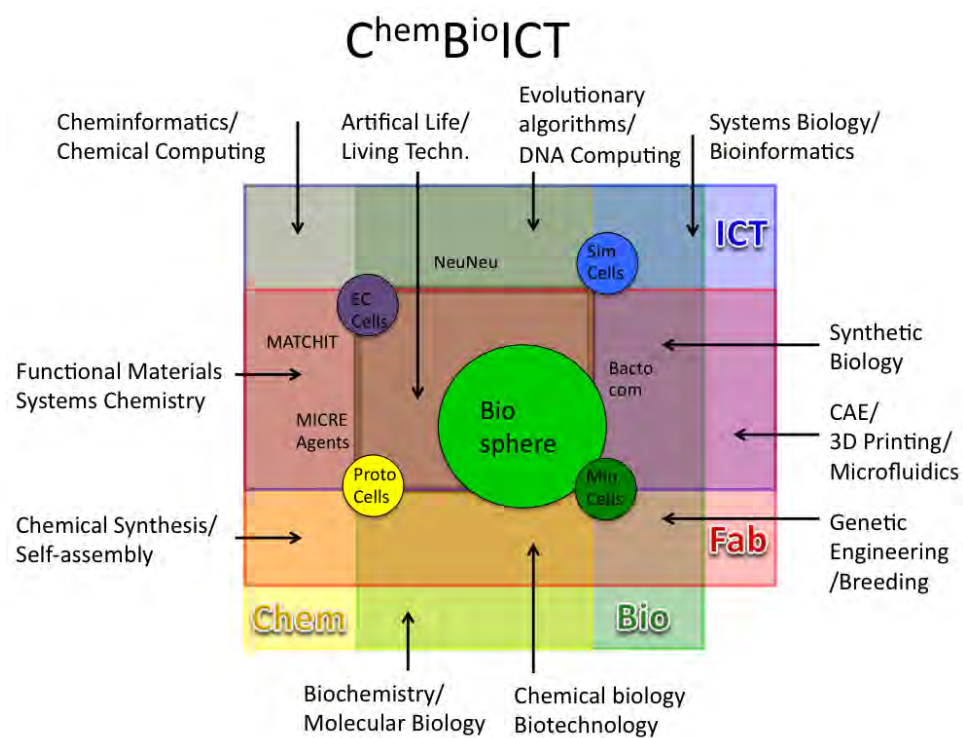 ChemBioICT
Cheminformatics/
Chemical Computing
Artifical Life/
Living Techn.
Evolutionary
algorithms/
DNA Computing
Systems Biology/
Bioinformatics
ICT
NeuNeu
Sim
Cells
EC
Cells
MATCHIT
Functional Materials
Systems Chemistry
MICRE
Agents
Bio
sphere
Bacto
com
Synthetic
Biology
CAE/
3D Printing/
Microfluidics
Proto
Cells
Min
Cells
Chemical Synthesis/
Self-assembly
Fab
Genetic
Engineering
/Breeding
Chem
Bio
Biochemistry/
Molecular Biology
Chemical biology
Biotechnology